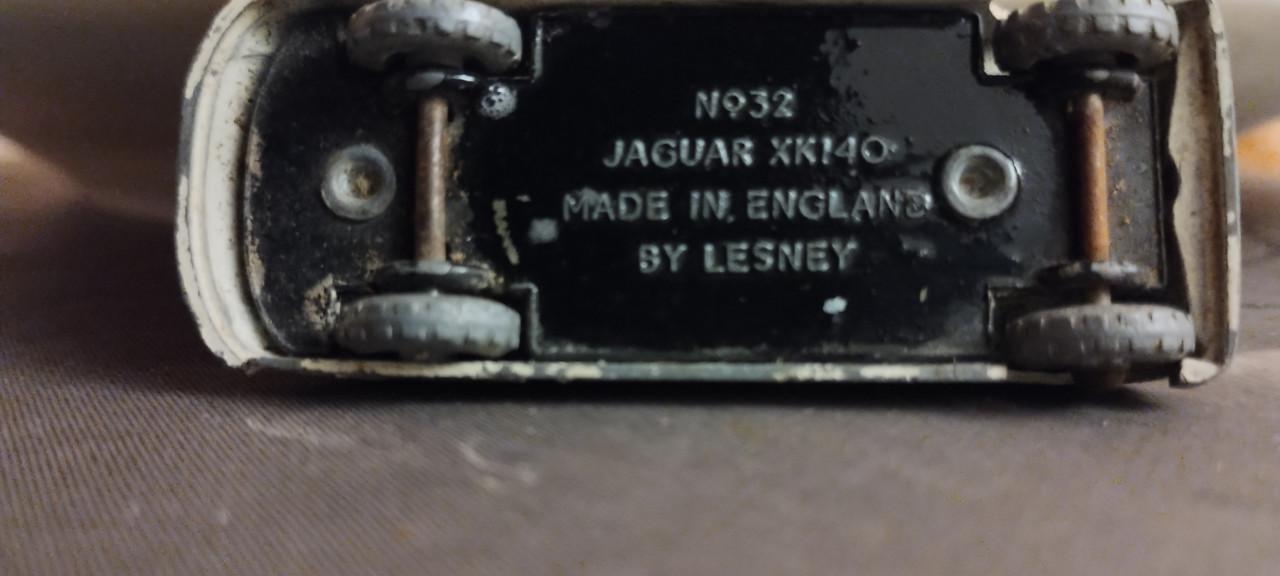 Nº32
JAGUAR XK140
MADE IN ENGLAND
BY LESNEY